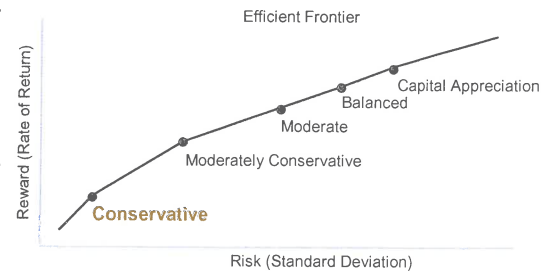 Efficient Frontier
Capital Appreciation
Balanced
Moderate
Moderately Conservative
Conservative
Reward (Rate of Return)
Risk (Standard Deviation)